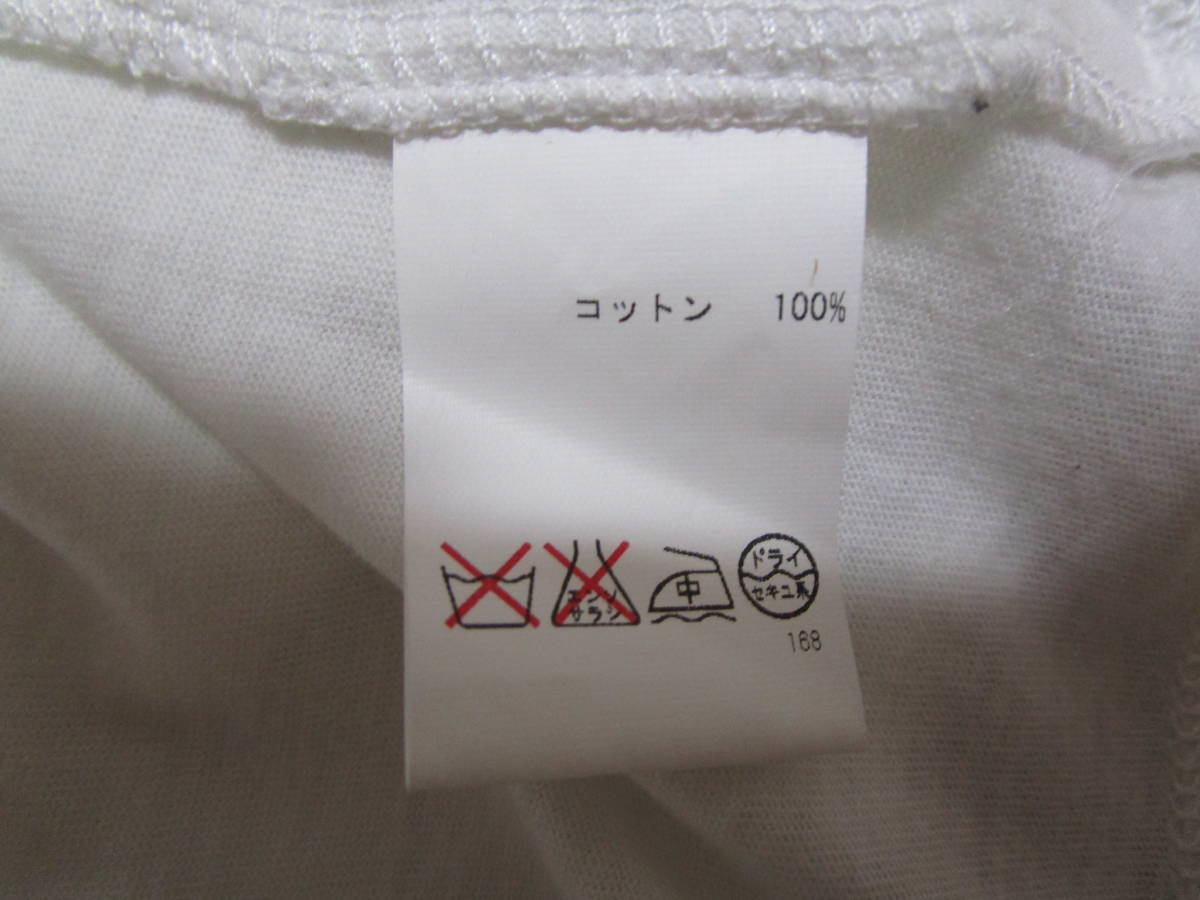 コットン 100%
エンソ
サラシ
中
ドライ
セキユ系
168